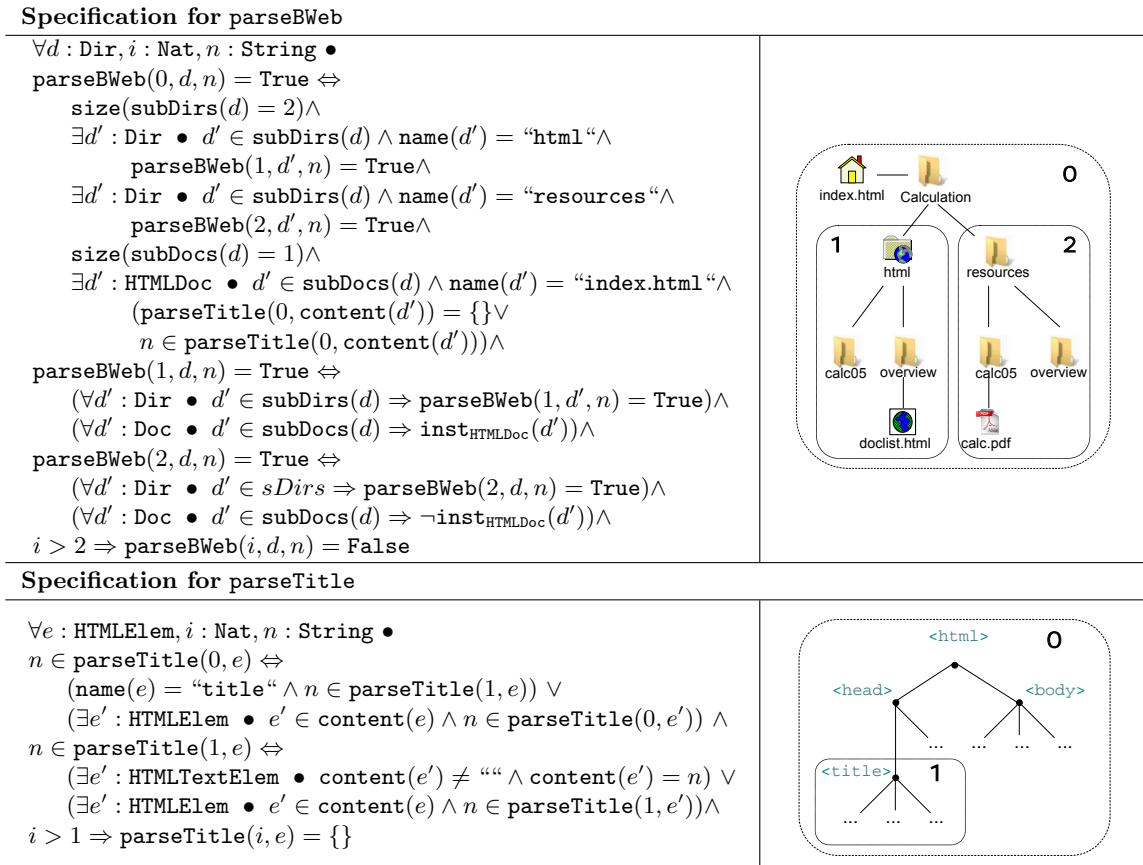 Specification for parseBWeb
∀d : Dir, i : Nat, n : String •
parseBWeb(0, d, n) = True ⇔
size(subDirs(d) = 2)∧
∃d′ : Dir • d′ ∈ subDirs(d) ∧ name(d′) = “html“∧
parseBWeb(1, d′, n) = True∧
∃d′ : Dir • d′ ∈ subDirs(d) ∧ name(d′) = “resources“∧
parseBWeb(2, d′, n) = True∧
size(subDocs(d) = 1)∧
∃d′ : HTMLDoc • d′ ∈ subDocs(d) ∧ name(d′) = “index.html“∧
(parseTitle(0, content(d′)) = {}∨
n ∈ parseTitle(0, content(d′)))∧
parseBWeb(1, d, n) = True ⇔
(∀d′ : Dir • d′ ∈ subDirs(d) ⇒ parseBWeb(1, d′, n) = True)∧
(∀d′ : Doc • d′ ∈ subDocs(d) ⇒ instHTMLDoc(d′))∧
parseBWeb(2, d, n) = True ⇔
(∀d′ : Dir • d′ ∈ sDirs ⇒ parseBWeb(2, d, n) = True)∧
(∀d′ : Doc • d′ ∈ subDocs(d) ⇒ ¬instHTMLDoc(d′))∧
i > 2 ⇒ parseBWeb(i, d, n) = False
0
index.html Calculation
1 2
html resources
calc05 overview calc05 overview
doclist.html calc.pdf
Specification for parseTitle
∀e : HTMLElem, i : Nat, n : String •
n ∈ parseTitle(0, e) ⇔
(name(e) = “title“ ∧ n ∈ parseTitle(1, e)) ∨
(∃e′ : HTMLElem • e′ ∈ content(e) ∧ n ∈ parseTitle(0, e′)) ∧
n ∈ parseTitle(1, e) ⇔
(∃e′ : HTMLTextElem • content(e′) ≠ ““ ∧ content(e′) = n) ∨
(∃e′ : HTMLElem • e′ ∈ content(e) ∧ n ∈ parseTitle(1, e′))∧
i > 1 ⇒ parseTitle(i, e) = {}
<html> 0
<head> <body>
... ... ... ...
<title> 1
... ... ...